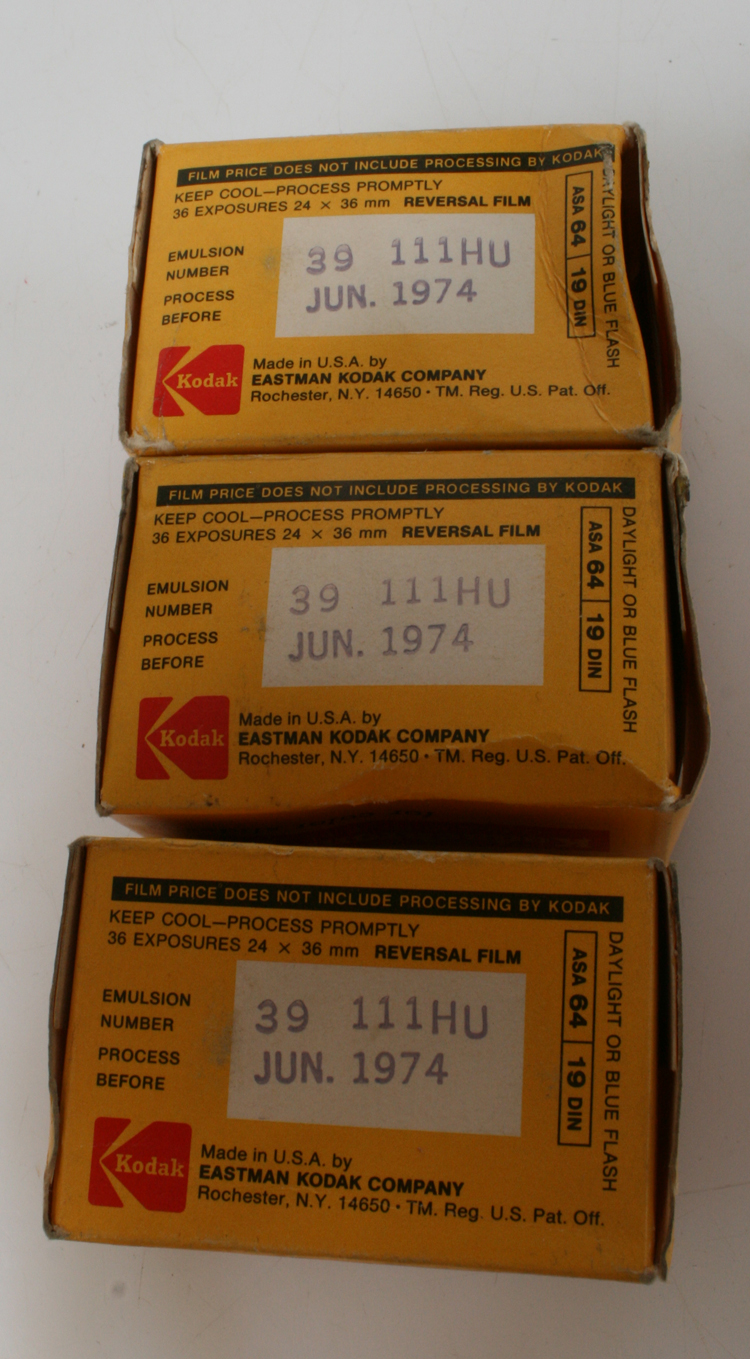 FILM PRICE DOES NOT INCLUDE PROCESSING BY KODAK
KEEP COOL—PROCESS PROMPTLY
36 EXPOSURES 24 × 36 mm REVERSAL FILM
EMULSION NUMBER 39 111HU
PROCESS BEFORE JUN. 1974
Kodak
Made in U.S.A. by
EASTMAN KODAK COMPANY
Rochester, N.Y. 14650 · TM. Reg. U.S. Pat. Off.
ASA 64 19 DIN
DAYLIGHT OR BLUE FLASH
FILM PRICE DOES NOT INCLUDE PROCESSING BY KODAK
KEEP COOL—PROCESS PROMPTLY
36 EXPOSURES 24 × 36 mm REVERSAL FILM
EMULSION NUMBER 39 111HU
PROCESS BEFORE JUN. 1974
Kodak
Made in U.S.A. by
EASTMAN KODAK COMPANY
Rochester, N.Y. 14650 · TM. Reg. U.S. Pat. Off.
ASA 64 19 DIN
DAYLIGHT OR BLUE FLASH
FILM PRICE DOES NOT INCLUDE PROCESSING BY KODAK
KEEP COOL—PROCESS PROMPTLY
36 EXPOSURES 24 × 36 mm REVERSAL FILM
EMULSION NUMBER 39 111HU
PROCESS BEFORE JUN. 1974
Kodak
Made in U.S.A. by
EASTMAN KODAK COMPANY
Rochester, N.Y. 14650 · TM. Reg. U.S. Pat. Off.
ASA 64 19 DIN
DAYLIGHT OR BLUE FLASH